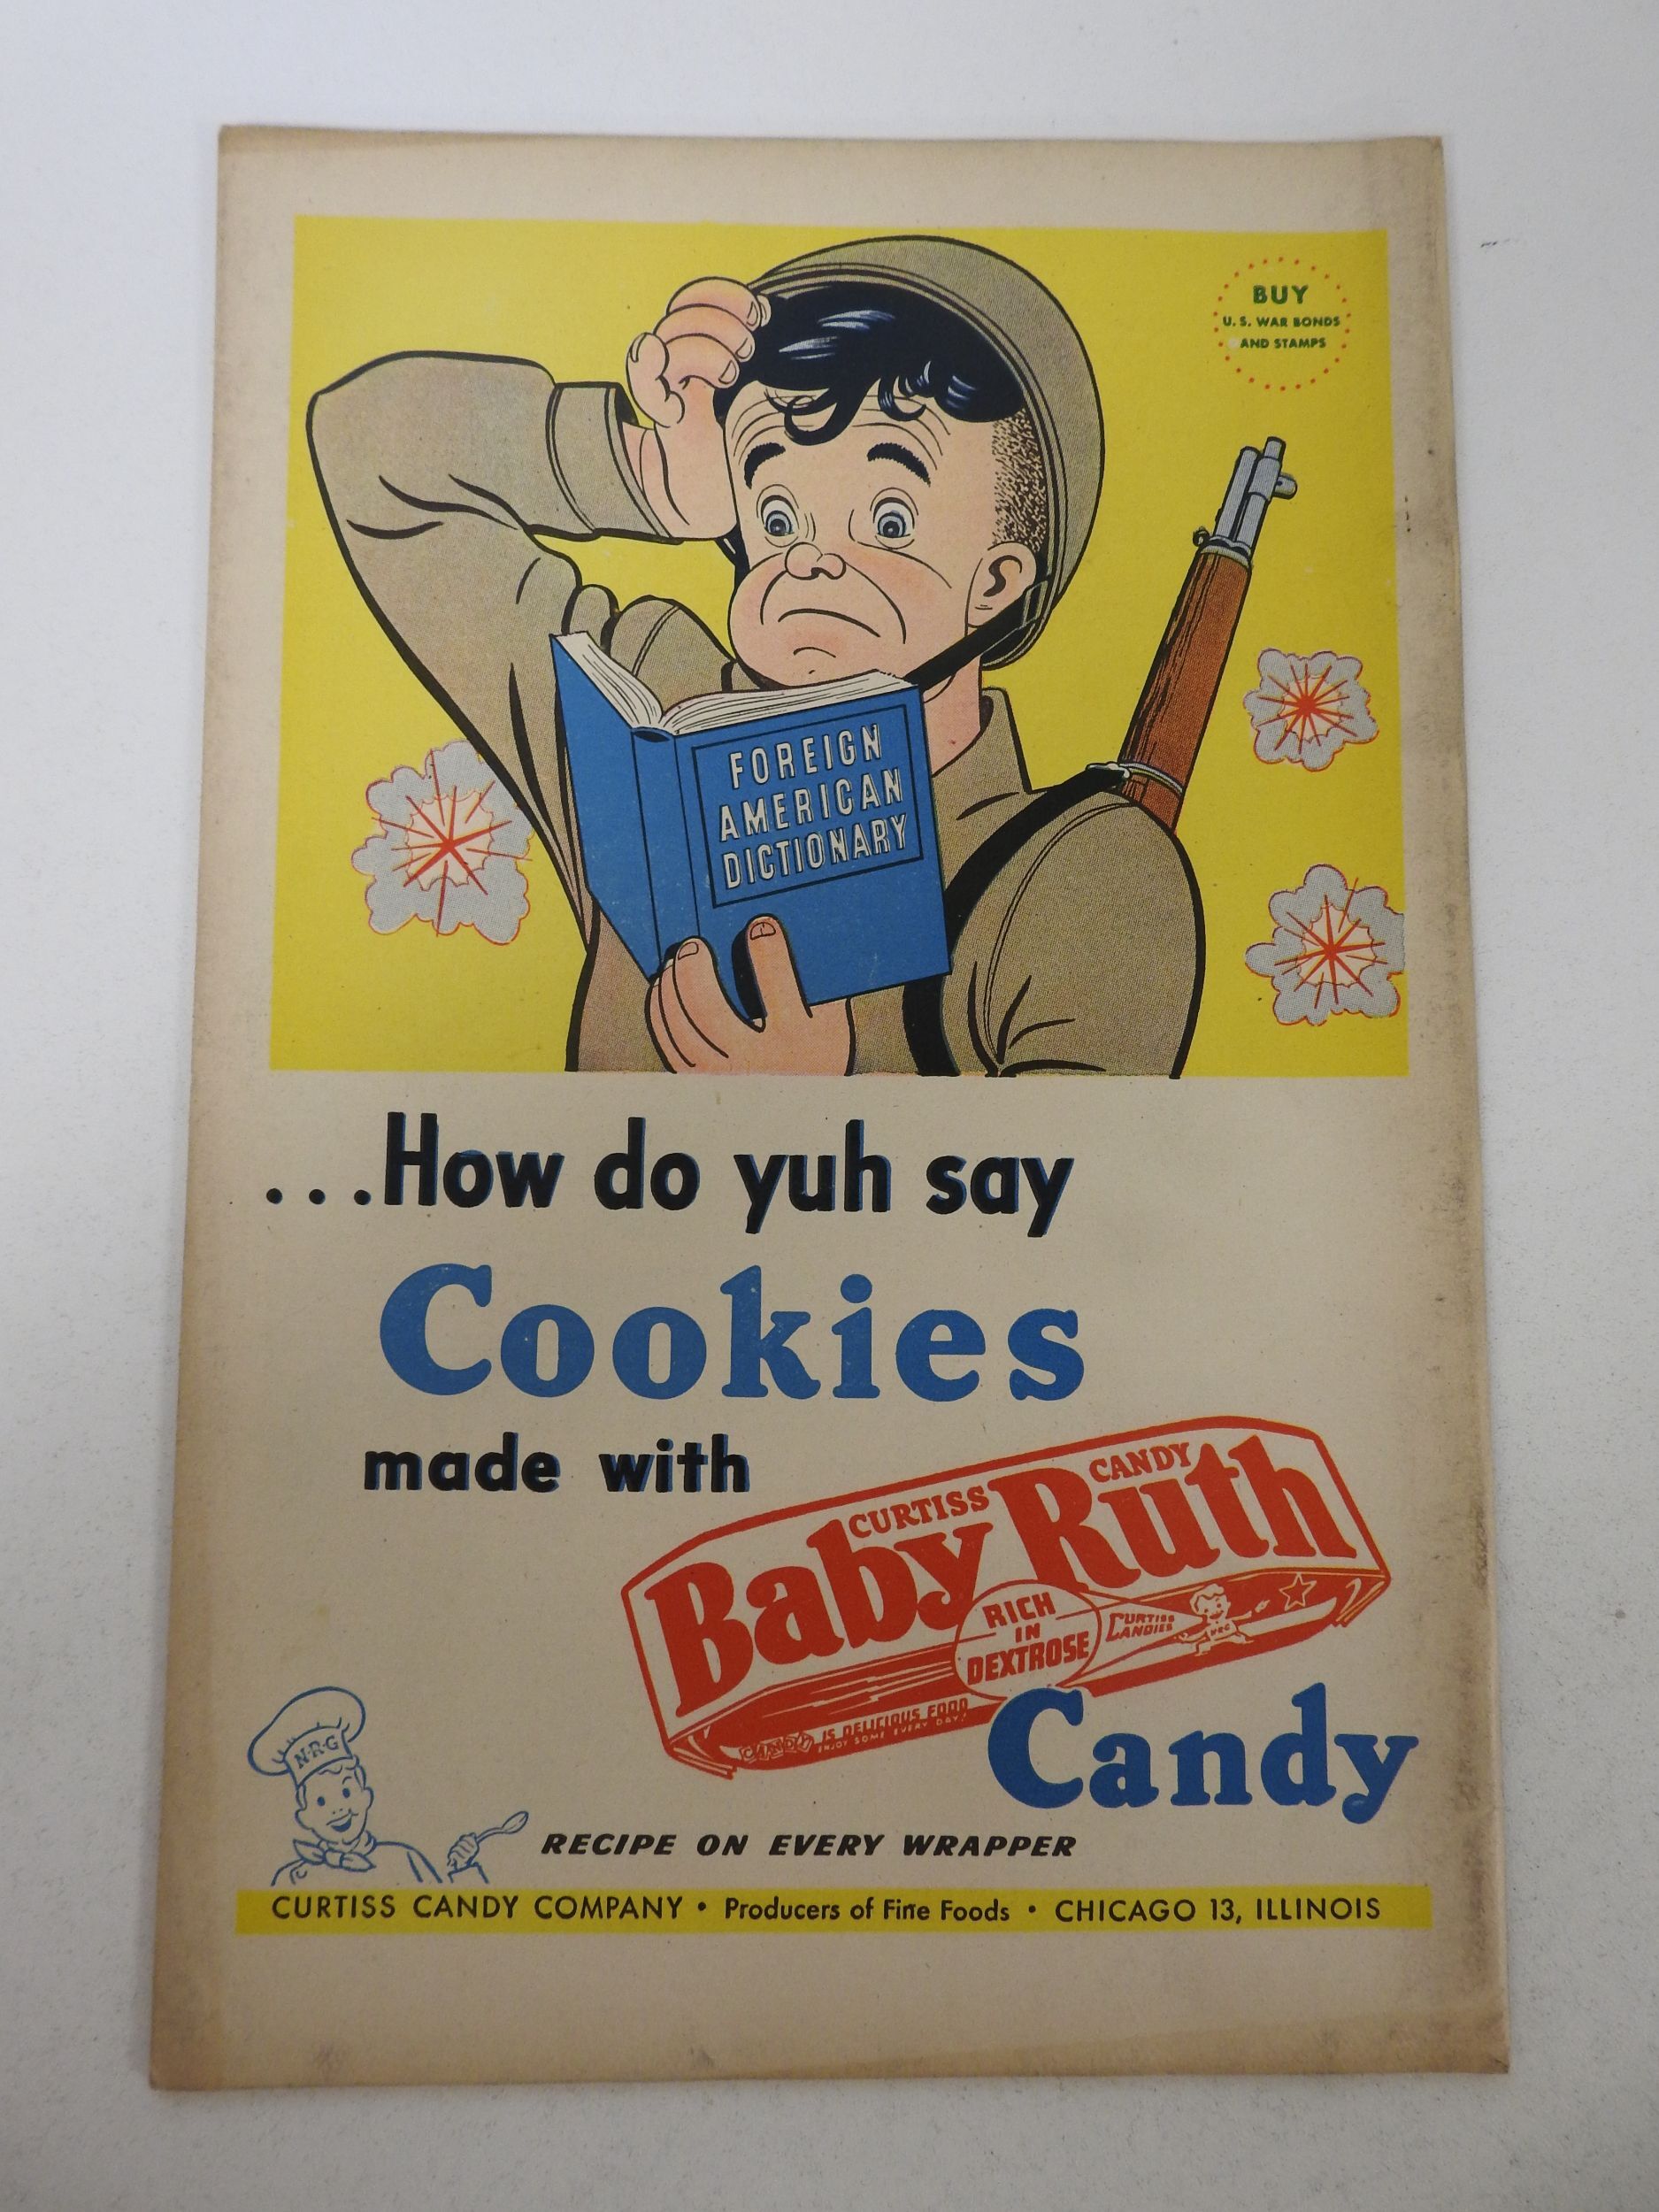 BUY
U. S. WAR BONDS
AND STAMPS
FOREIGN
AMERICAN
DICTIONARY
...How do yuh say
Cookies
made with
CURTISS
CANDY
Baby Ruth
RICH
IN
DEXTROSE
CURTISS
CANDIES
NRG
CANDY IS DELICIOUS FOOD
ENJOY SOME EVERY DAY
Candy
N-R-G
RECIPE ON EVERY WRAPPER
CURTISS CANDY COMPANY • Producers of Fine Foods • CHICAGO 13, ILLINOIS